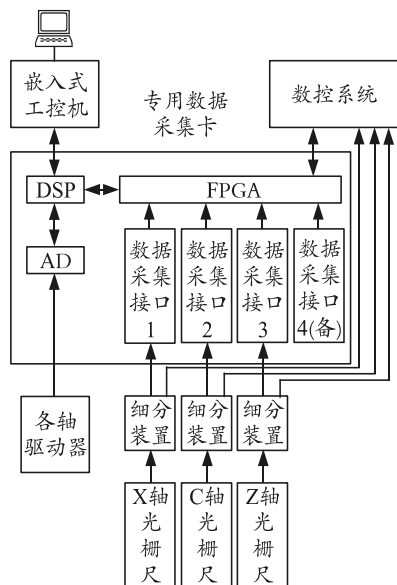 嵌入式
工控机
专用数据
采集卡
数控系统
DSP
FPGA
AD
数据
采集
接口
1
数据
采集
接口
2
数据
采集
接口
3
数据
采集
接口
4(备)
各轴
驱动器
细分
装置
细分
装置
细分
装置
X轴
光
栅
尺
C轴
光
栅
尺
Z轴
光
栅
尺